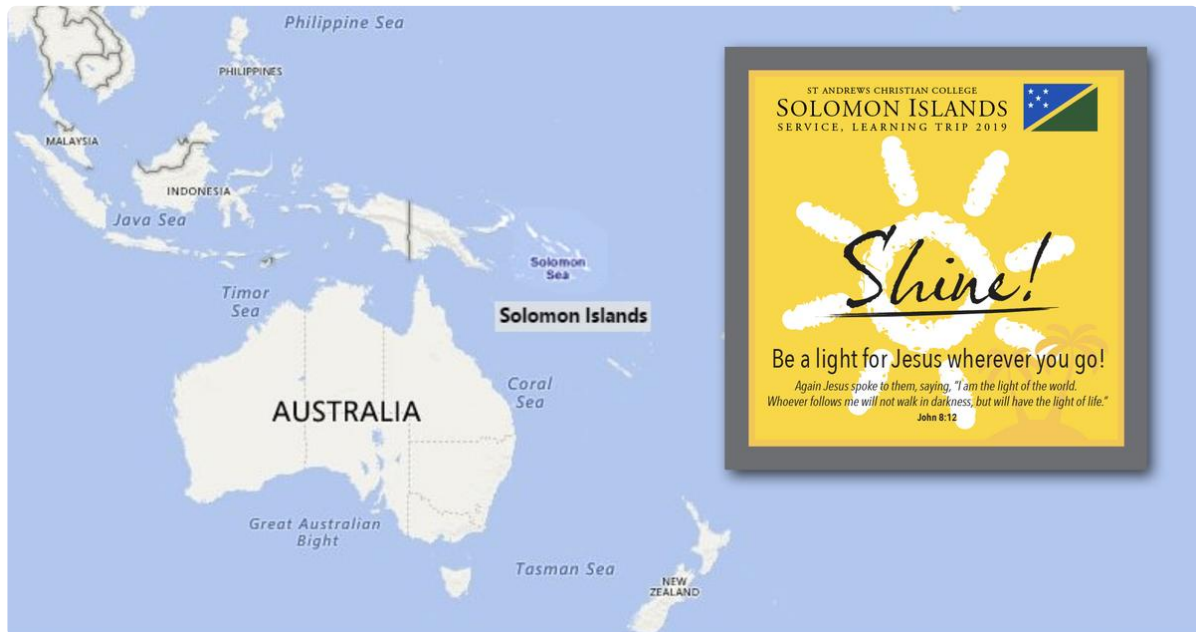 Philippine Sea
PHILIPPINES
MALAYSIA
INDONESIA
Java Sea
Solomon
Sea
Timor
Sea
Solomon Islands
Coral
Sea
AUSTRALIA
Great Australian
Bight
Tasman Sea
NEW
ZEALAND
ST ANDREWS CHRISTIAN COLLEGE
SOLOMON ISLANDS
SERVICE, LEARNING TRIP 2019
Shine!
Be a light for Jesus wherever you go!
Again Jesus spoke to them, saying, "I am the light of the world.
Whoever follows me will not walk in darkness, but will have the light of life."
John 8:12